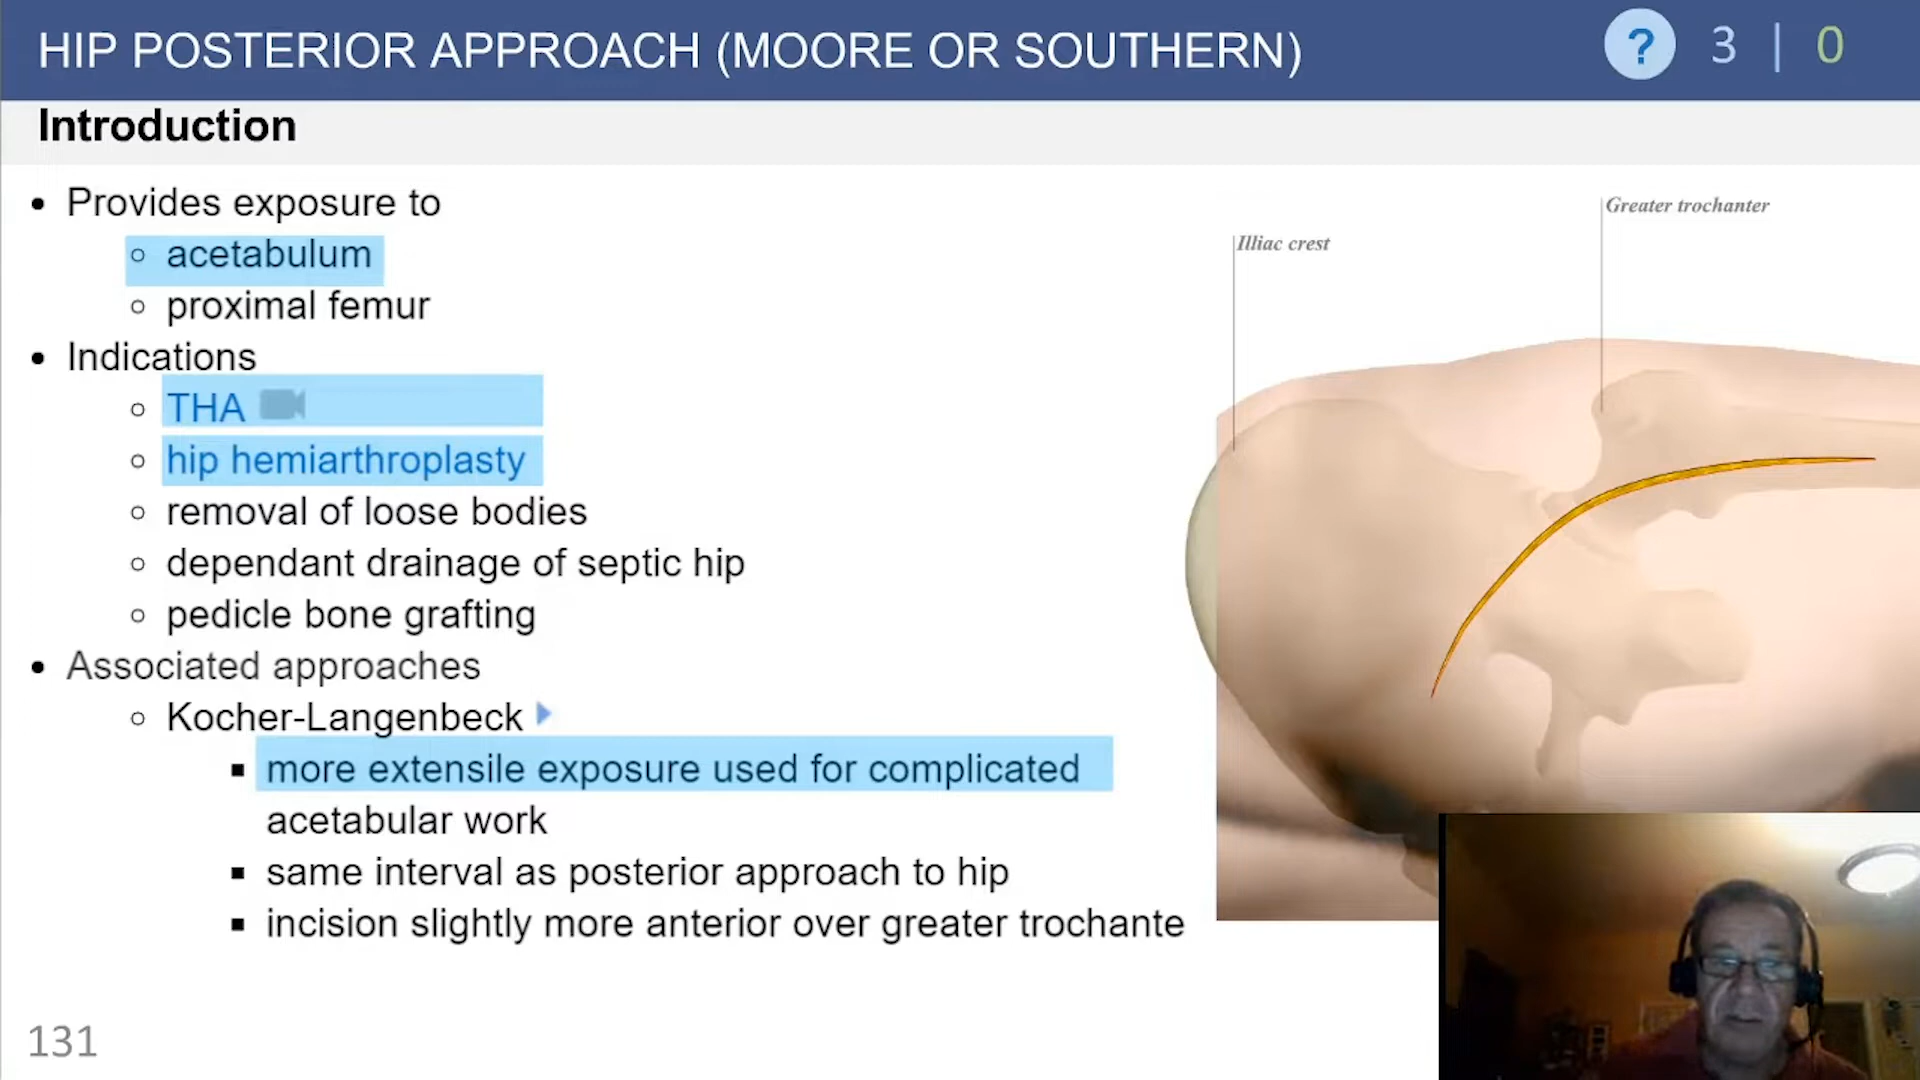 HIP POSTERIOR APPROACH (MOORE OR SOUTHERN)
? 3 | 0
Introduction
• Provides exposure to
○ acetabulum
○ proximal femur
• Indications
○ THA
○ hip hemiarthroplasty
○ removal of loose bodies
○ dependant drainage of septic hip
○ pedicle bone grafting
• Associated approaches
○ Kocher-Langenbeck
▪ more extensile exposure used for complicated
acetabular work
▪ same interval as posterior approach to hip
▪ incision slightly more anterior over greater trochante
Greater trochanter
Illiac crest
131